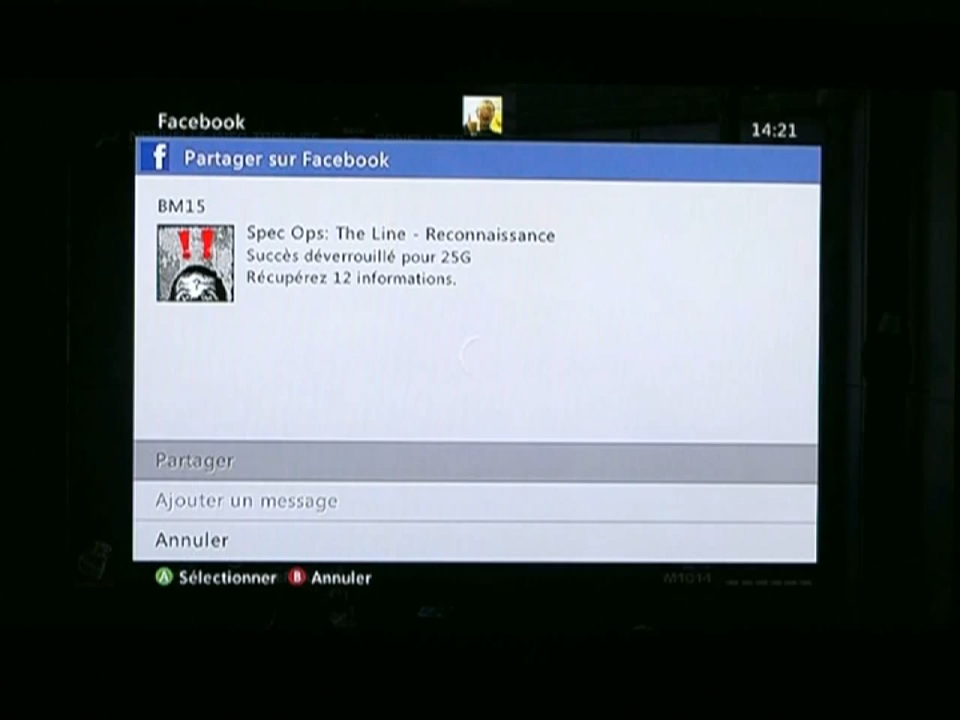 Facebook
14:21
f Partager sur Facebook
BM15
!!
?
Spec Ops: The Line - Reconnaissance
Succès déverrouillé pour 25G
Récupérez 12 informations.
Partager
Ajouter un message
Annuler
A Sélectionner B Annuler
M1014